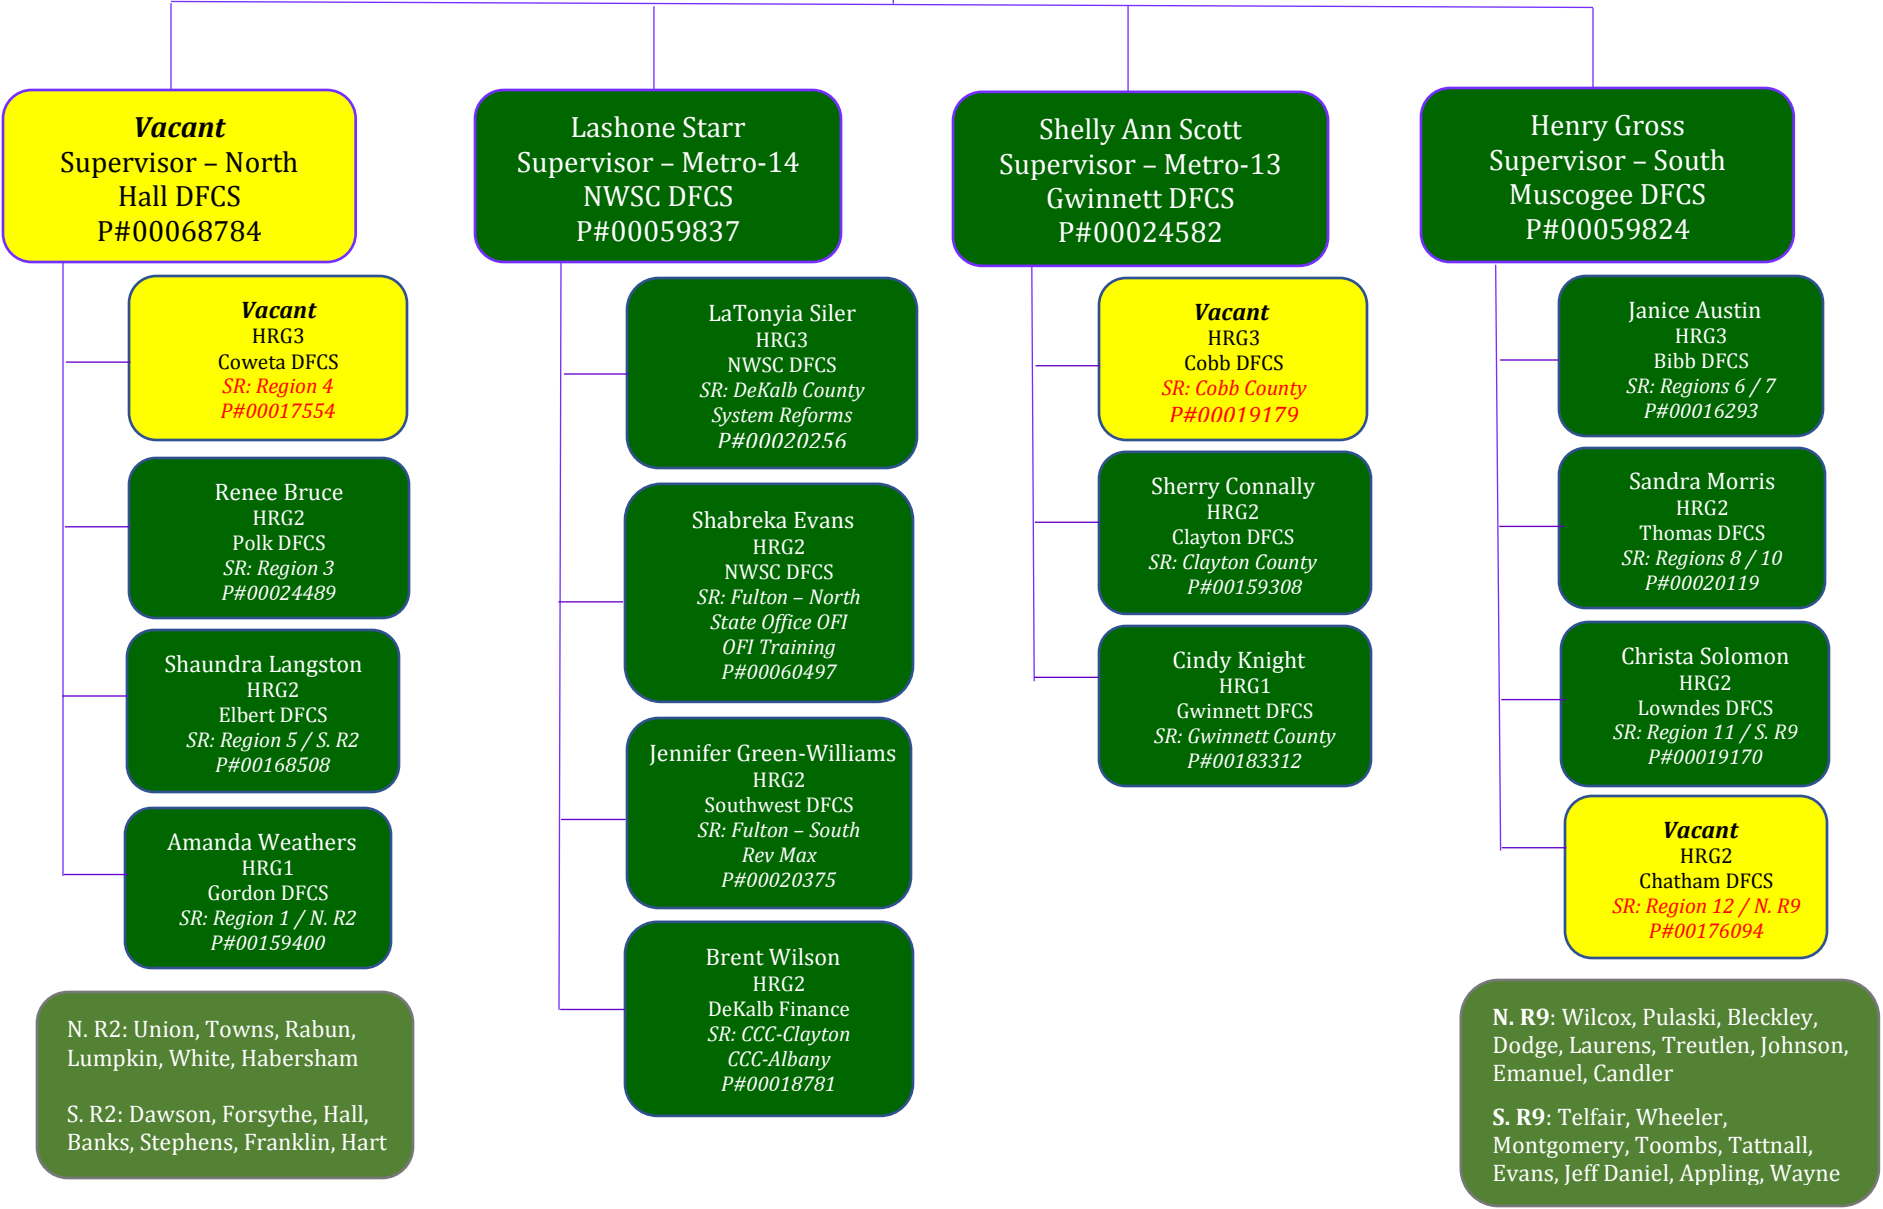 Vacant
Supervisor – North
Hall DFCS
P#00068784
Vacant
HRG3
Coweta DFCS
SR: Region 4
P#00017554
Renee Bruce
HRG2
Polk DFCS
SR: Region 3
P#00024489
Shaundra Langston
HRG2
Elbert DFCS
SR: Region 5 / S. R2
P#00168508
Amanda Weathers
HRG1
Gordon DFCS
SR: Region 1 / N. R2
P#00159400
N. R2: Union, Towns, Rabun,
Lumpkin, White, Habersham
S. R2: Dawson, Forsythe, Hall,
Banks, Stephens, Franklin, Hart
Lashone Starr
Supervisor – Metro-14
NWSC DFCS
P#00059837
LaTonyia Siler
HRG3
NWSC DFCS
SR: DeKalb County
System Reforms
P#00020256
Shabreka Evans
HRG2
NWSC DFCS
SR: Fulton – North
State Office OFI
OFI Training
P#00060497
Jennifer Green-Williams
HRG2
Southwest DFCS
SR: Fulton – South
Rev Max
P#00020375
Brent Wilson
HRG2
DeKalb Finance
SR: CCC-Clayton
CCC-Albany
P#00018781
Shelly Ann Scott
Supervisor – Metro-13
Gwinnett DFCS
P#00024582
Vacant
HRG3
Cobb DFCS
SR: Cobb County
P#00019179
Sherry Connally
HRG2
Clayton DFCS
SR: Clayton County
P#00159308
Cindy Knight
HRG1
Gwinnett DFCS
SR: Gwinnett County
P#00183312
Henry Gross
Supervisor – South
Muscogee DFCS
P#00059824
Janice Austin
HRG3
Bibb DFCS
SR: Regions 6 / 7
P#00016293
Sandra Morris
HRG2
Thomas DFCS
SR: Regions 8 / 10
P#00020119
Christa Solomon
HRG2
Lowndes DFCS
SR: Region 11 / S. R9
P#00019170
Vacant
HRG2
Chatham DFCS
SR: Region 12 / N. R9
P#00176094
N. R9: Wilcox, Pulaski, Bleckley,
Dodge, Laurens, Treutlen, Johnson,
Emanuel, Candler
S. R9: Telfair, Wheeler,
Montgomery, Toombs, Tattnall,
Evans, Jeff Daniel, Appling, Wayne